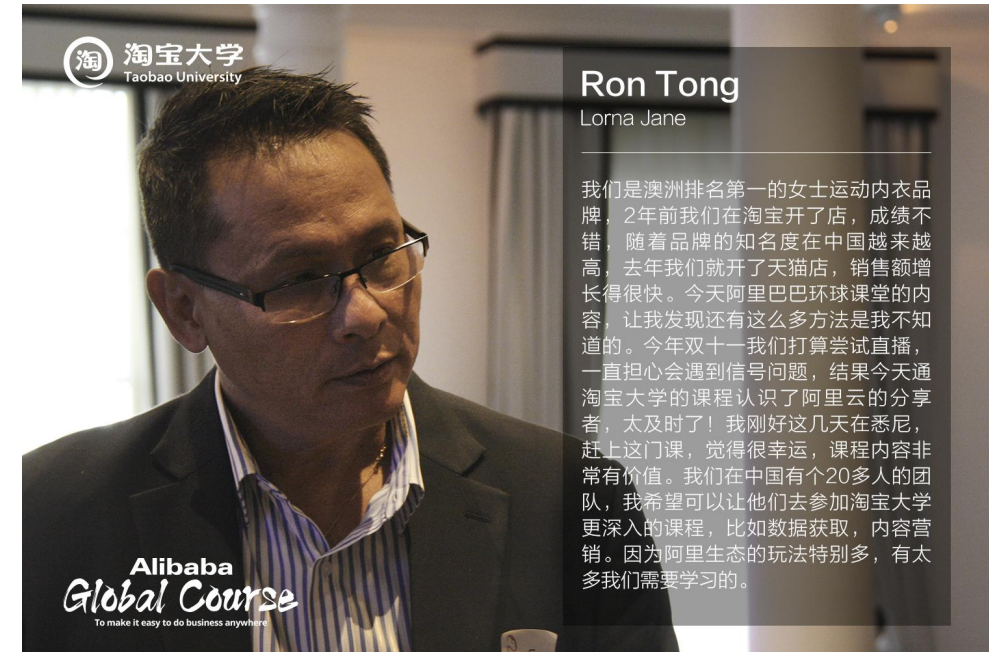 淘
淘宝大学
Taobao University
Ron Tong
Lorna Jane
我们是澳洲排名第一的女士运动内衣品
牌，2年前我们在淘宝开了店，成绩不
错，随着品牌的知名度在中国越来越
高，去年我们就开了天猫店，销售额增
长得很快。今天阿里巴巴环球课堂的内
容，让我发现还有这么多方法是我不知
道的。今年双十一我们打算尝试直播，
一直担心会遇到信号问题，结果今天通
淘宝大学的课程认识了阿里云的分享
者，太及时了！我刚好这几天在悉尼，
赶上这门课，觉得很幸运，课程内容非
常有价值。我们在中国有个20多人的团
队，我希望可以让他们去参加淘宝大学
更深入的课程，比如数据获取，内容营
销。因为阿里生态的玩法特别多，有太
多我们需要学习的。
Alibaba
Global Course
To make it easy to do business anywhere